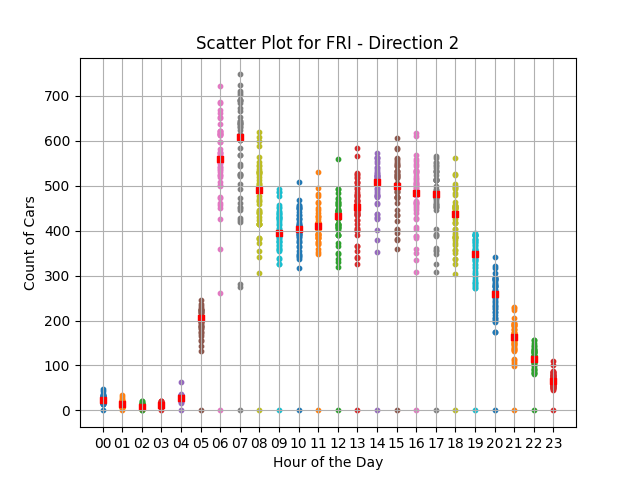 Scatter Plot for FRI - Direction 2
Count of Cars
700
600
500
400
300
200
100
0
00 01 02 03 04 05 06 07 08 09 10 11 12 13 14 15 16 17 18 19 20 21 22 23
Hour of the Day